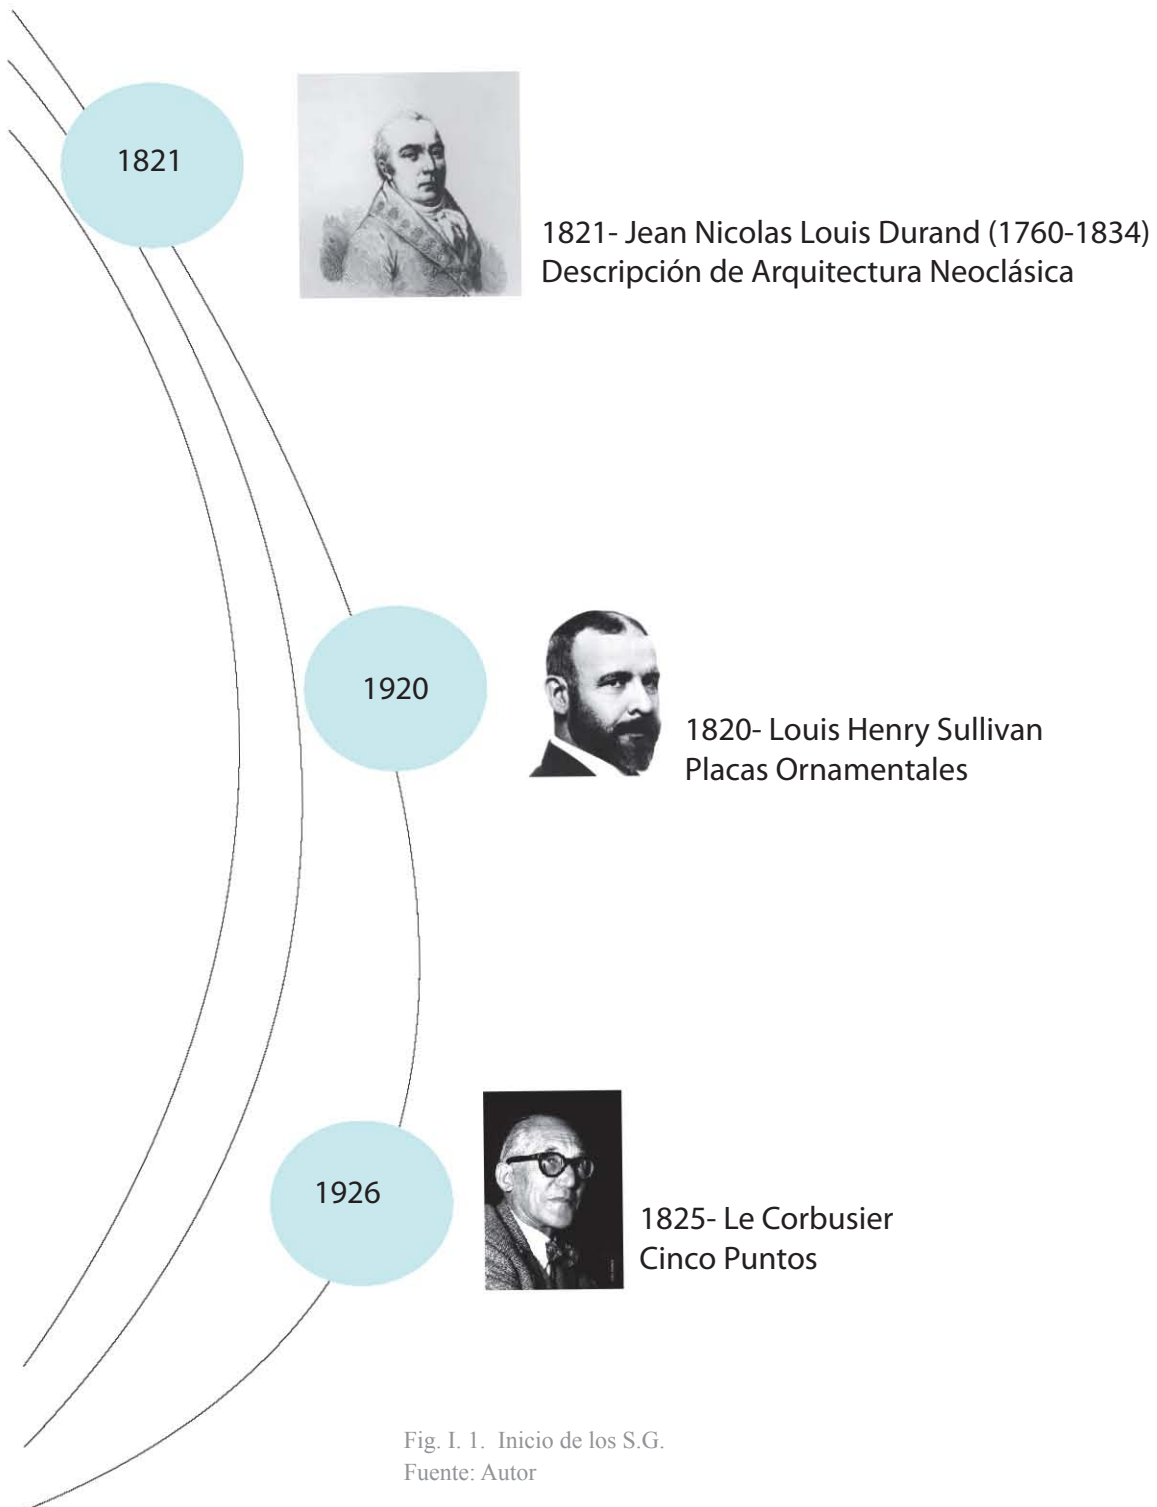 1821
1821- Jean Nicolas Louis Durand (1760-1834)
Descripción de Arquitectura Neoclásica
1920
1820- Louis Henry Sullivan
Placas Ornamentales
1926
1825- Le Corbusier
Cinco Puntos
Fig. I. 1. Inicio de los S.G.
Fuente: Autor